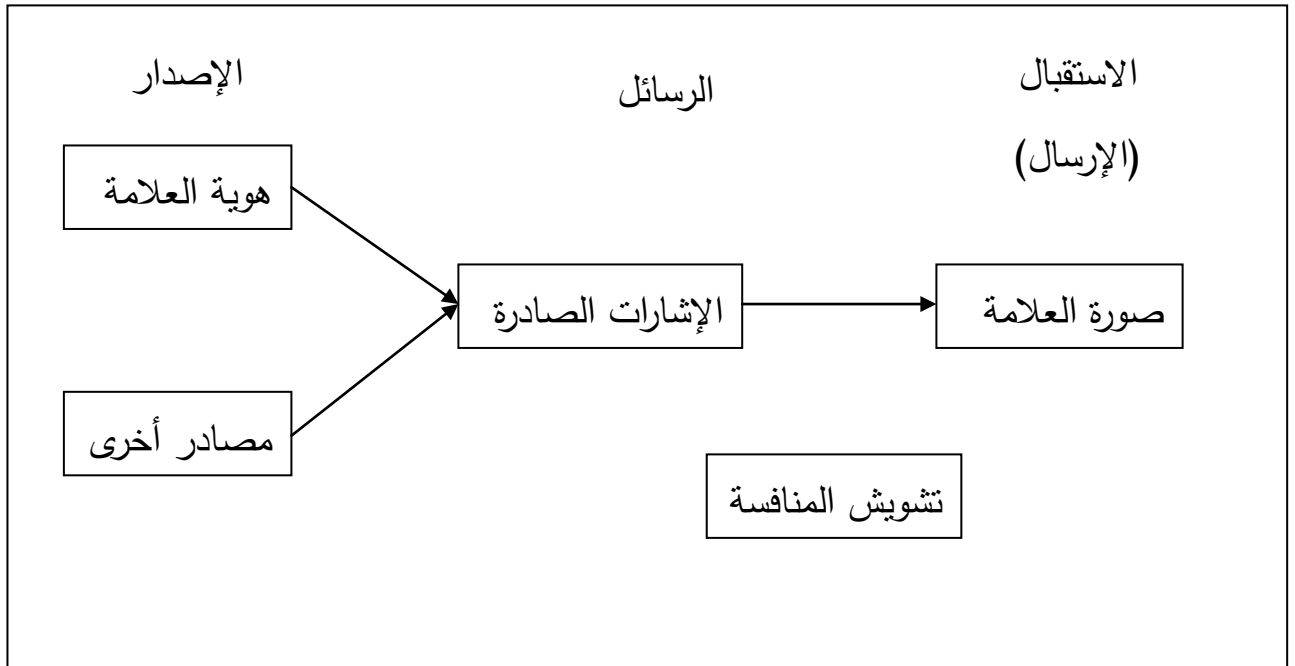 الاستقبال
(الإرسال)
الرسائل
الإصدار
هوية العلامة
صورة العلامة
الإشارات الصادرة
مصادر أخرى
تشويش المنافسة